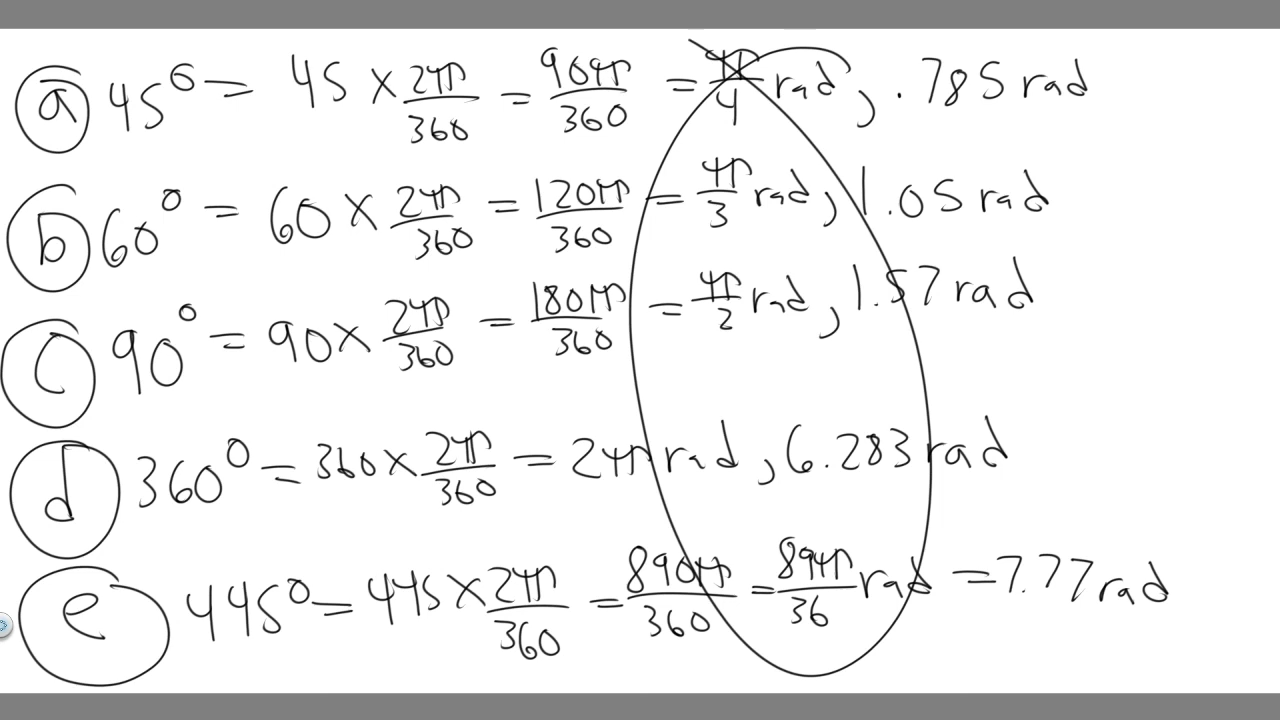 ⓐ 45° = 45 × 2π/360 = 90π/360 = π/4 rad, .785 rad
ⓑ 60° = 60 × 2π/360 = 120π/360 = π/3 rad, 1.05 rad
ⓒ 90° = 90 × 2π/360 = 180π/360 = π/2 rad, 1.57 rad
ⓓ 360° = 360 × 2π/360 = 2π rad, 6.283 rad
ⓔ 445° = 445 × 2π/360 = 890π/360 = 89π/36 rad = 7.77 rad